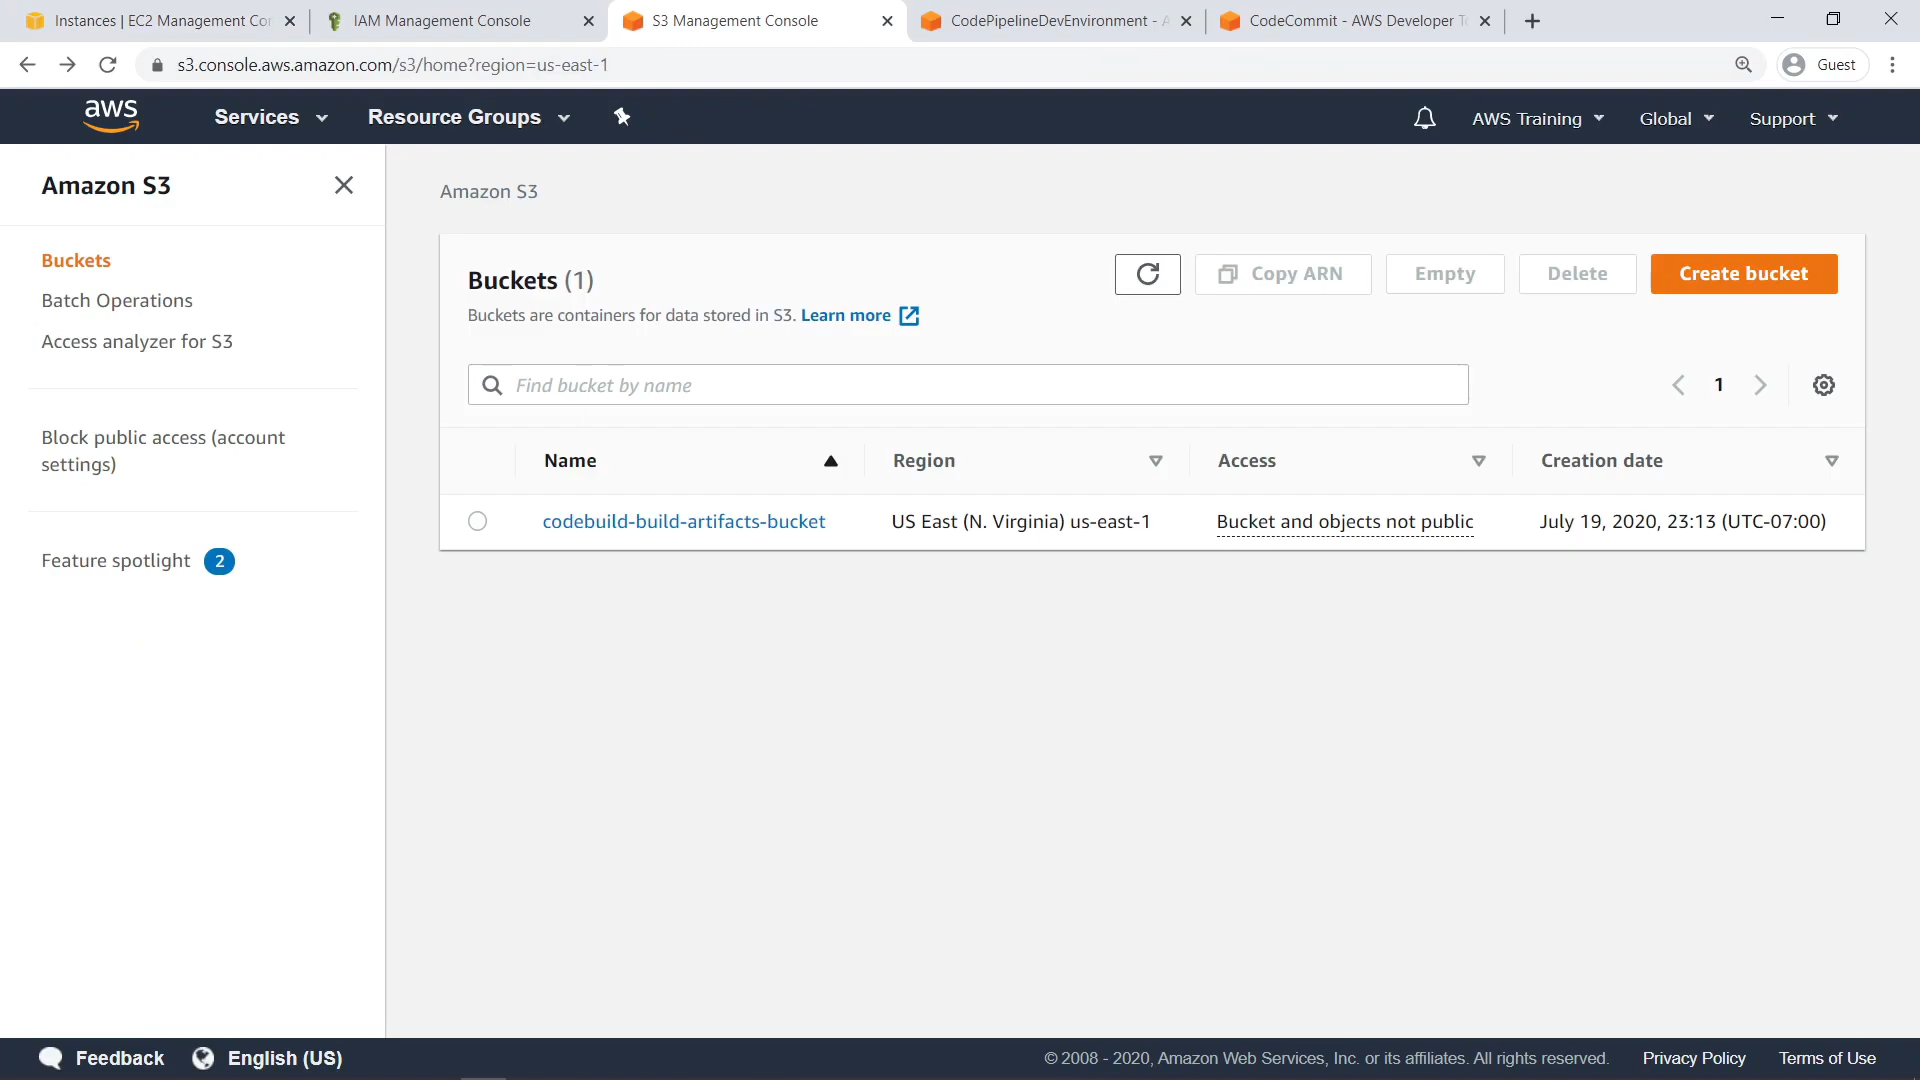 Instances | EC2 Management Con
IAM Management Console
S3 Management Console
CodePipelineDevEnvironment - A
CodeCommit - AWS Developer To
s3.console.aws.amazon.com/s3/home?region=us-east-1
Guest
aws
Services
Resource Groups
AWS Training
Global
Support
Amazon S3
Buckets
Batch Operations
Access analyzer for S3
Block public access (account
settings)
Feature spotlight 2
Amazon S3
Buckets (1)
Buckets are containers for data stored in S3. Learn more
Copy ARN
Empty
Delete
Create bucket
Find bucket by name
1
Name
Region
Access
Creation date
codebuild-build-artifacts-bucket
US East (N. Virginia) us-east-1
Bucket and objects not public
July 19, 2020, 23:13 (UTC-07:00)
Feedback
English (US)
© 2008 - 2020, Amazon Web Services, Inc. or its affiliates. All rights reserved.
Privacy Policy
Terms of Use